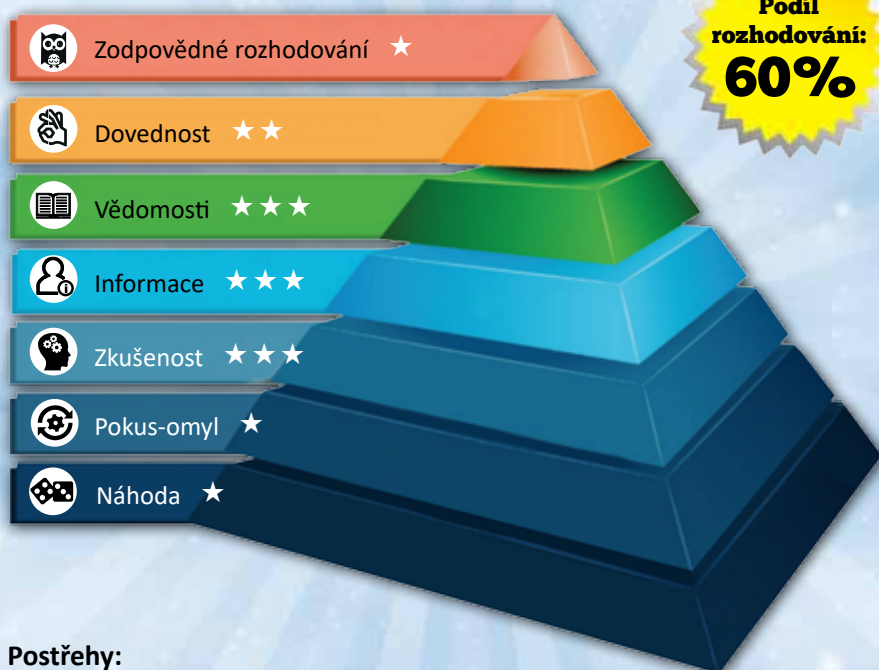 Podíl
rozhodování:
60%
Zodpovědné rozhodování ★
Dovednost ★★
Vědomosti ★★★
Informace ★★★
Zkušenost ★★★
Pokus-omyl ★
Náhoda ★
Postřehy: